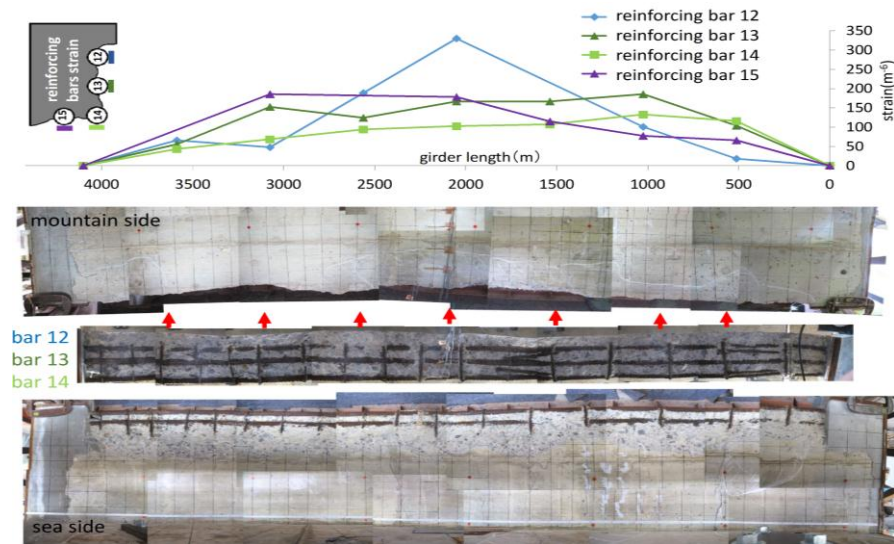 reinforcing bar 12
reinforcing bar 13
reinforcing bar 14
reinforcing bar 15
reinforcing
bars strain
12
13
14
15
350
300
250
200
150
100
50
0
strain(m⁻⁶)
girder length（m）
4000 3500 3000 2500 2000 1500 1000 500 0
mountain side
bar 12
bar 13
bar 14
sea side